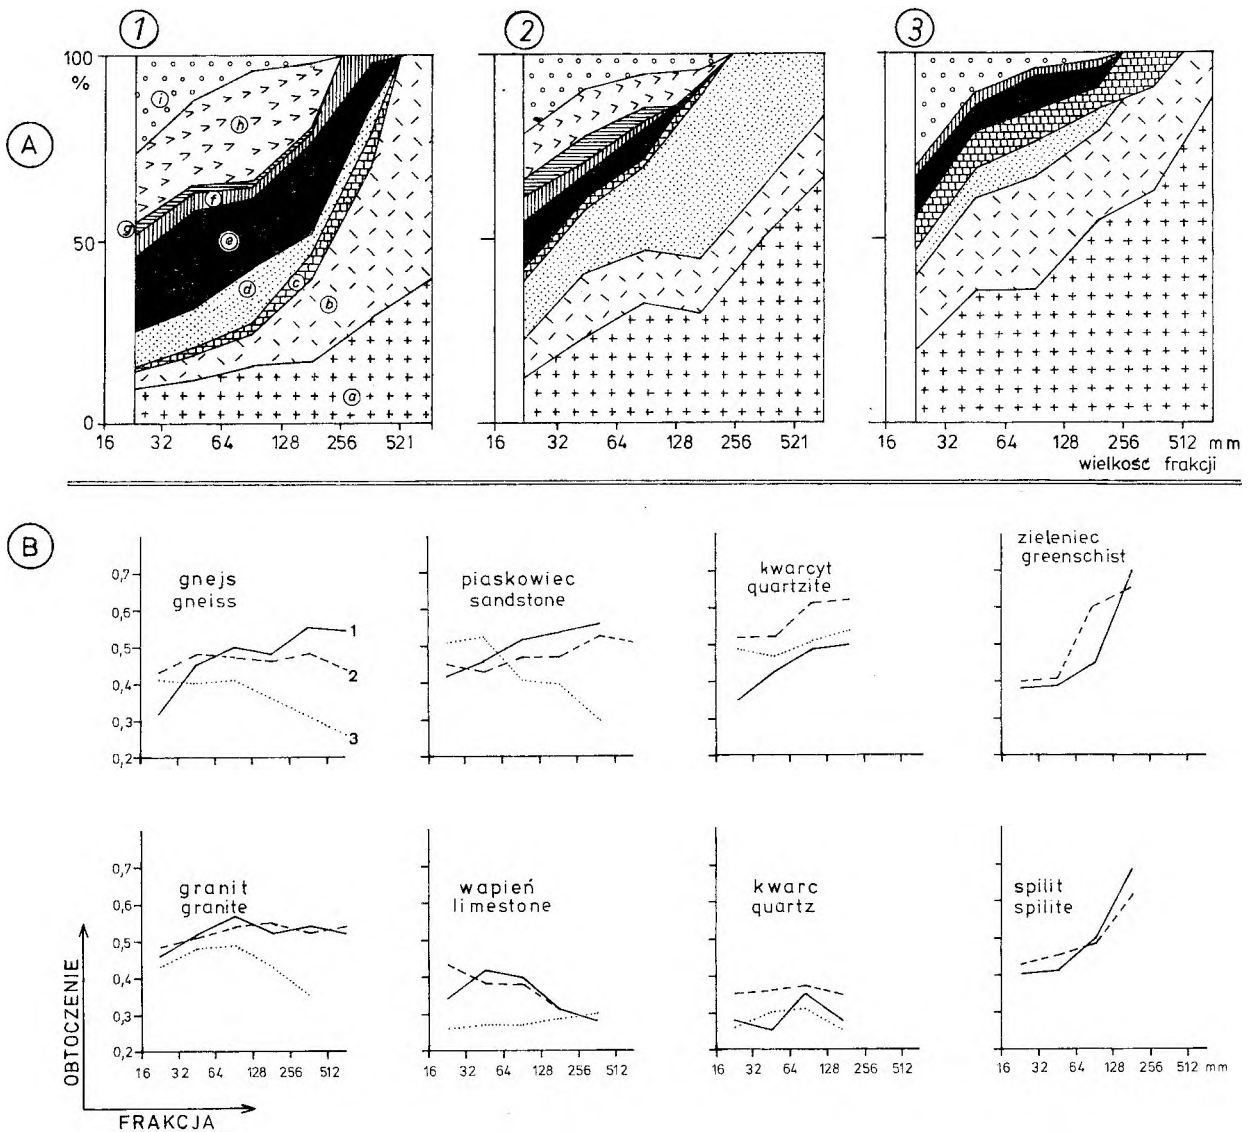 1 2 3
A
100
%
50
0
i
h
g
f
e
d
c
b
a
16 32 64 128 256 521
16 32 64 128 256 521
16 32 64 128 256 512 mm
wielkość frakcji
B
gnejs
gneiss
0,7
0,6
0,5
0,4
0,3
0,2
1
2
3
piaskowiec
sandstone
kwarcyt
quartzite
zieleniec
greenschist
granit
granite
0,7
0,6
0,5
0,4
0,3
0,2
wapień
limestone
kwarc
quartz
spilit
spilite
16 32 64 128 256 512
16 32 64 128 256 512
16 32 64 128 256 512
16 32 64 128 256 512 mm
OBTOCZENIE
FRAKCJA